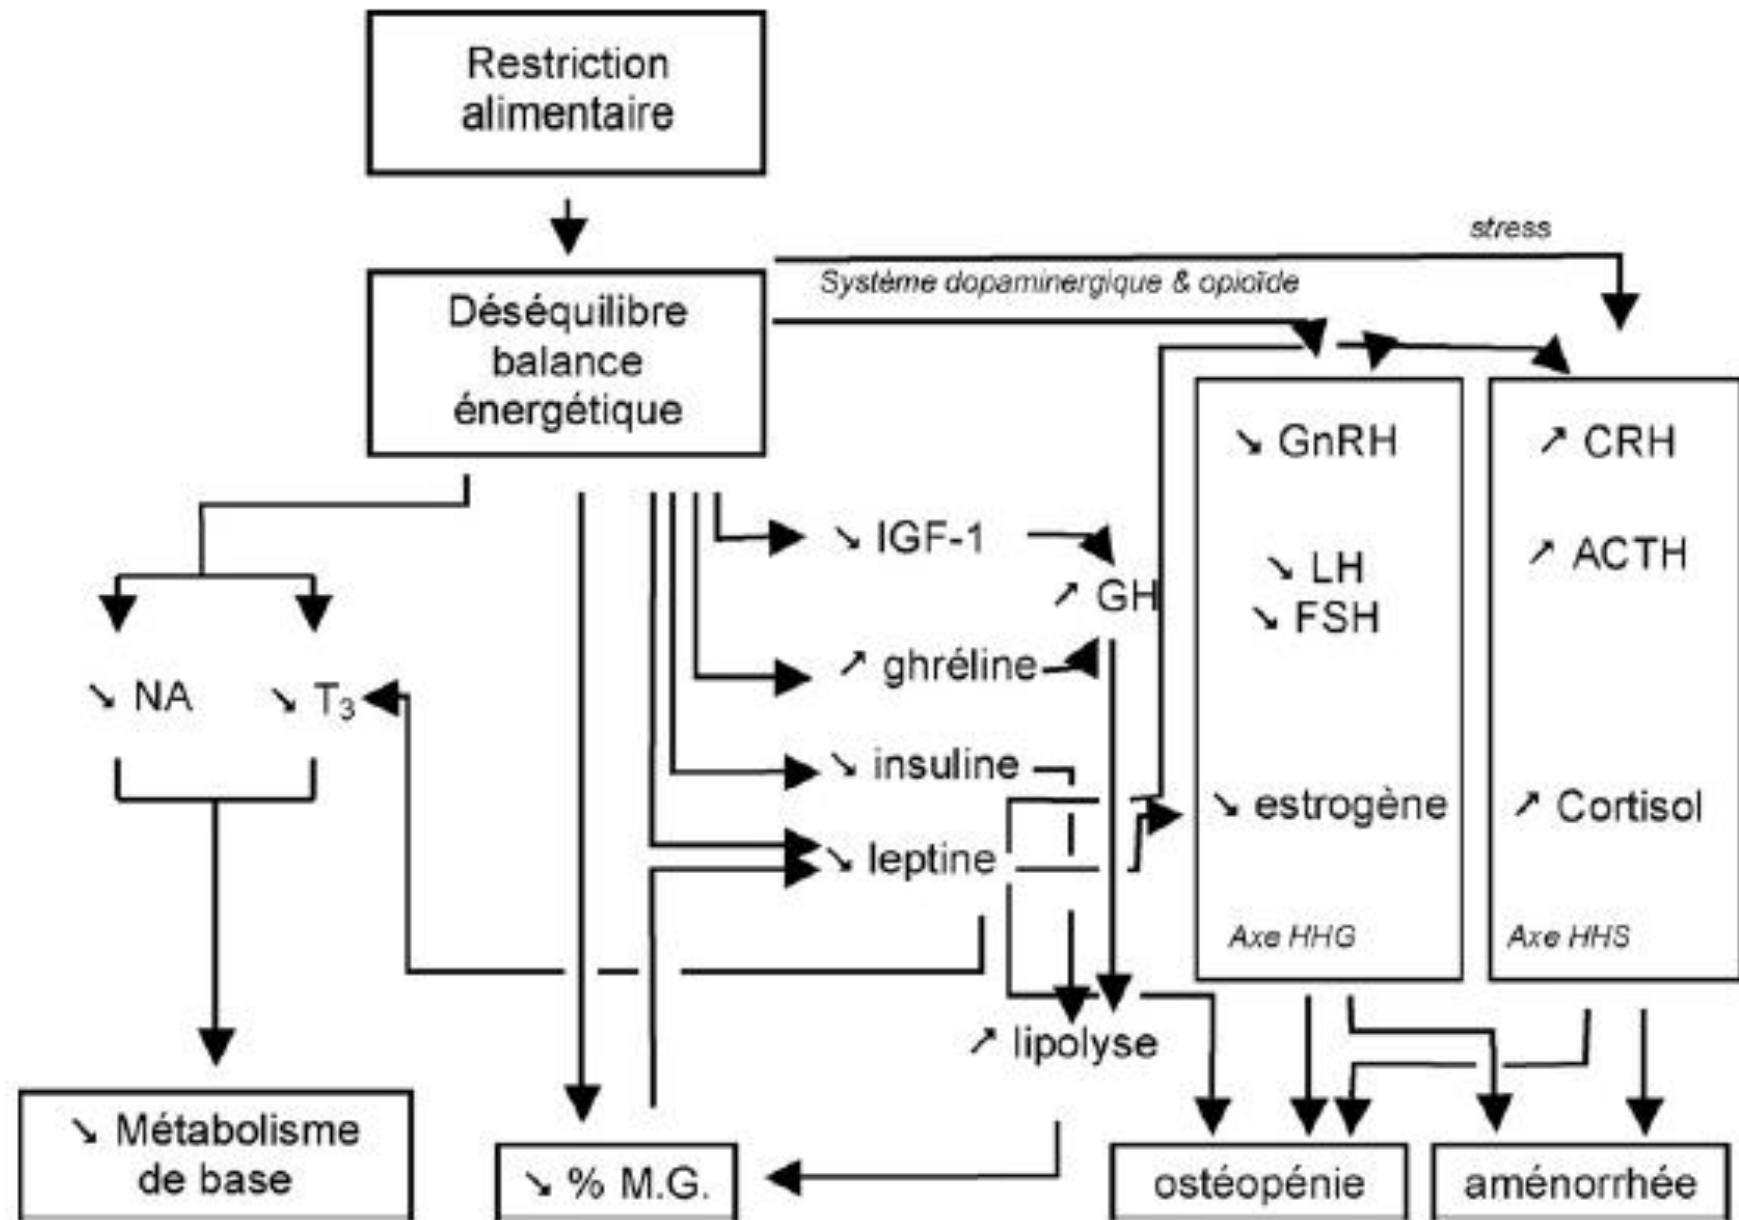 Restriction
alimentaire
stress
Système dopaminergique & opioïde
Déséquilibre
balance
énergétique
↘ GnRH
↗ CRH
↘ IGF-1
↗ ACTH
↘ LH
↗ GH
↘ FSH
↗ ghréline
↘ NA
↘ T₃
↘ insuline
↘ estrogène
↗ Cortisol
↘ leptine
Axe HHG
Axe HHS
↗ lipolyse
↘ Métabolisme
de base
↘ % M.G.
ostéopénie
aménorrhée